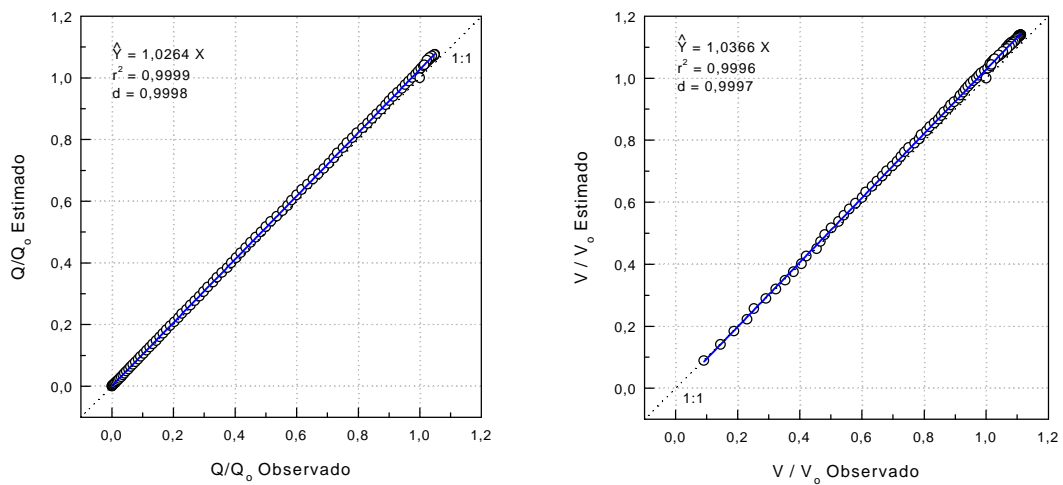 1,2
1,0
0,8
0,6
0,4
0,2
0,0
Q/Qo Estimado
Ŷ = 1,0264 X
r² = 0,9999
d = 0,9998
1:1
0,0 0,2 0,4 0,6 0,8 1,0 1,2
Q/Qo Observado
1,2
1,0
0,8
0,6
0,4
0,2
0,0
V / Vo Estimado
Ŷ = 1,0366 X
r² = 0,9996
d = 0,9997
1:1
0,0 0,2 0,4 0,6 0,8 1,0 1,2
V / Vo Observado